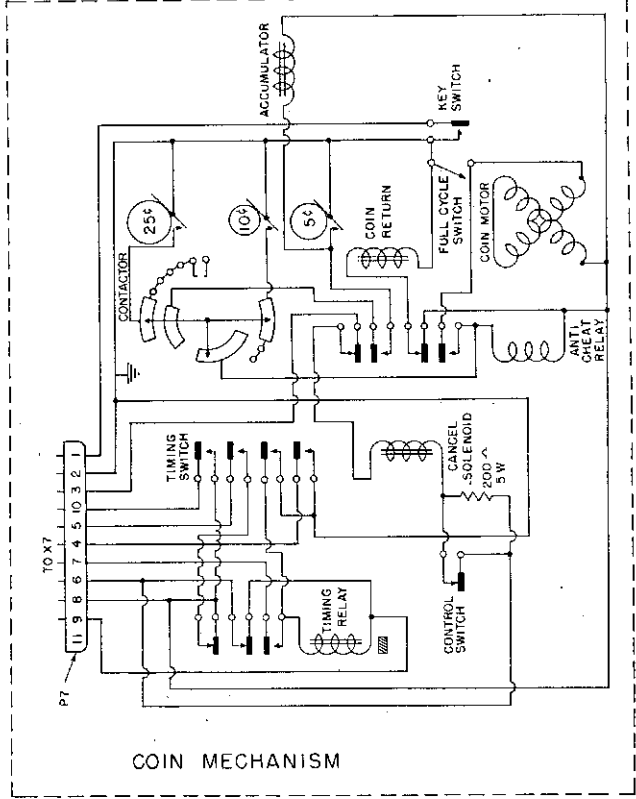 ACCUMULATOR
KEY
SWITCH
25¢
10¢
5¢
COIN
RETURN
FULL CYCLE
SWITCH
COIN MOTOR
CONTACTOR
ANTI
CHEAT
RELAY
TO X7
1
2
3
10
5
4
7
6
8
9
11
P7
TIMING
SWITCH
CANCEL
SOLENOID
200 Ω
5 W
TIMING
RELAY
CONTROL
SWITCH
COIN MECHANISM